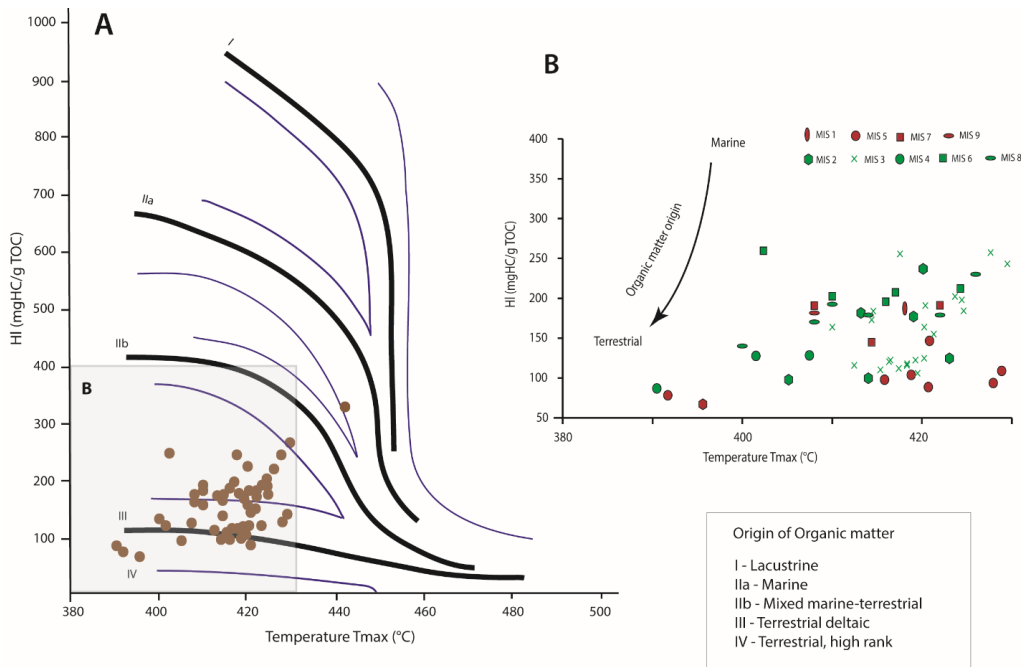 A
1000
900
800
700
600
500
400
300
200
100
HI (mgHC/g TOC)
I
IIa
IIb
B
III
IV
380
400
420
440
460
480
500
Temperature Tmax (°C)
B
MIS 1
MIS 5
MIS 7
MIS 9
MIS 2
MIS 3
MIS 4
MIS 6
MIS 8
400
350
300
250
200
150
100
50
HI (mgHC/g TOC)
Marine
Organic matter origin
Terrestrial
380
400
420
Temperature Tmax (°C)
Origin of Organic matter
I - Lacustrine
IIa - Marine
IIb - Mixed marine-terrestrial
III - Terrestrial deltaic
IV - Terrestrial, high rank